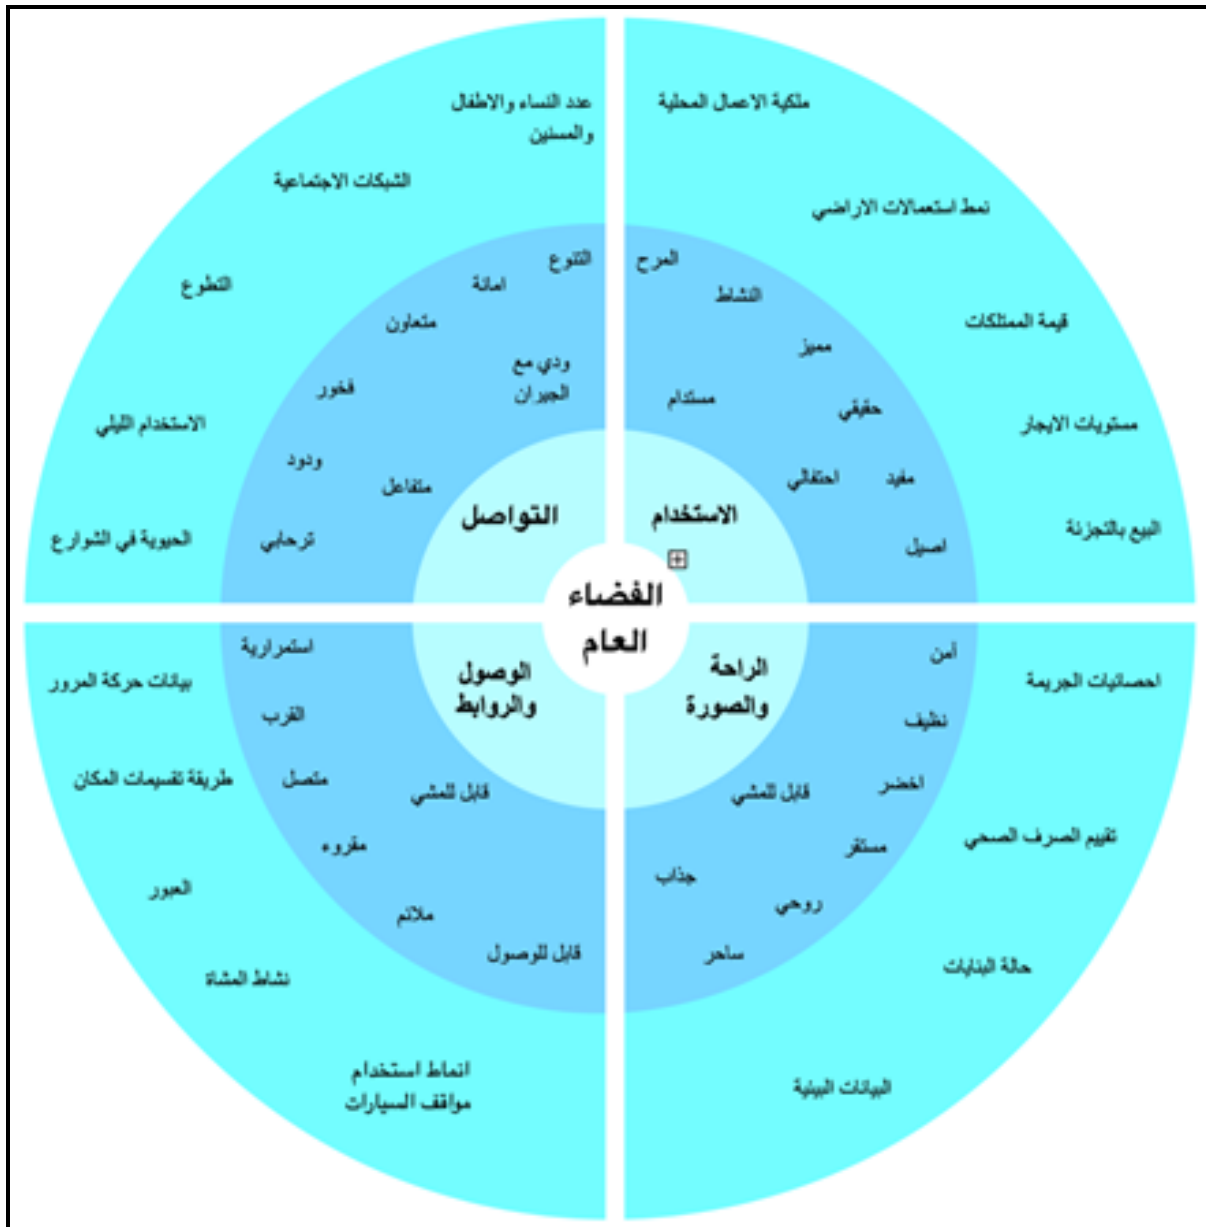 عدد النساء والاطفال
والمسنين
الشبكات الاجتماعية
التطوع
الاستخدام الليلي
الحيوية في الشوارع
التنوع
امانة
متعاون
ودي مع
الجيران
فخور
ودود
متفاعل
ترحابي
التواصل
ملكية الاعمال المحلية
نمط استعمالات الاراضي
قيمة الممتلكات
مستويات الايجار
البيع بالتجزئة
المرح
النشاط
مميز
مستدام
حقيقي
احتفالي
مفيد
اصيل
الاستخدام
الفضاء
العام
الراحة
والصورة
أمن
نظيف
اخضر
قابل للمشي
مستقر
جذاب
روحي
ساحر
احصائيات الجريمة
تقييم الصرف الصحي
حالة البنايات
البيانات البيئية
الوصول
والروابط
استمرارية
القرب
متصل
قابل للمشي
مقروء
ملائم
قابل للوصول
بيانات حركة المرور
طريقة تقسيمات المكان
العبور
نشاط المشاة
انماط استخدام
مواقف السيارات